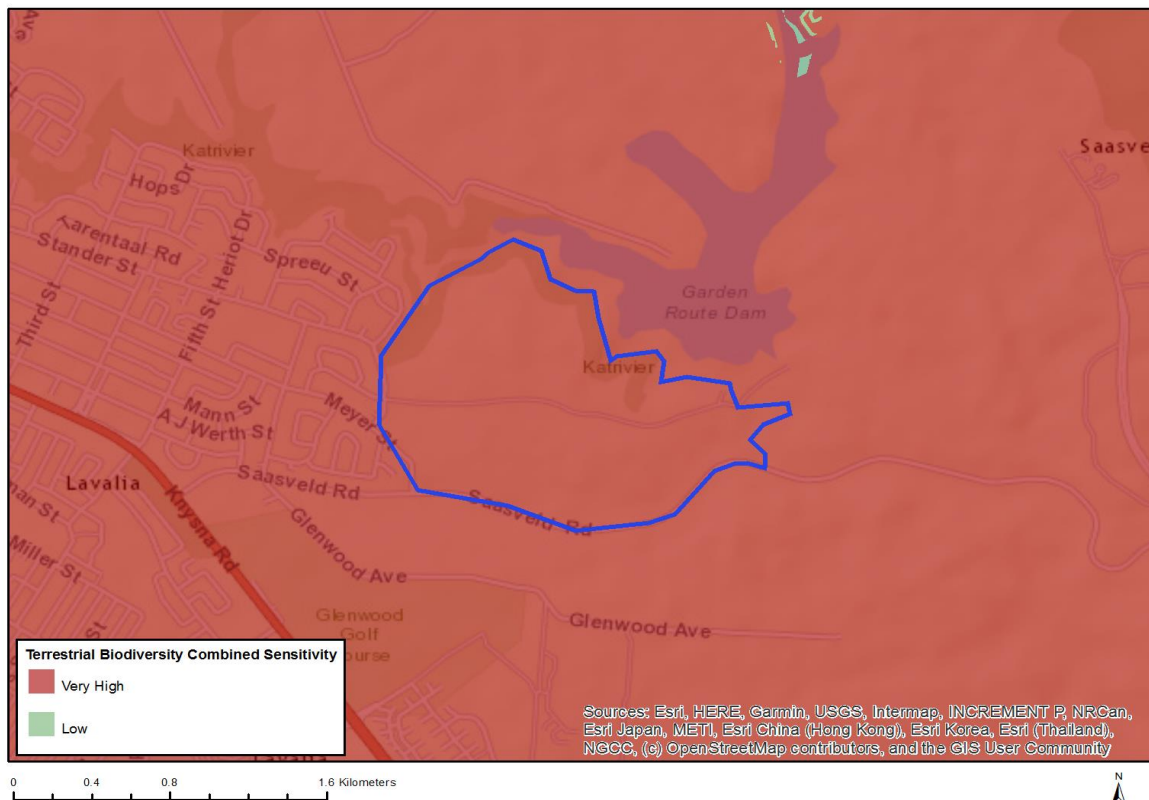 Katrivier
Saasve
Hops Dr
Karentaal Rd
Stander St
Heriot Dr
Spreeu St
Third St
Fifth St
Garden
Route Dam
Katrivier
Mann St
A J Werth St
Meyer St
Lavalia
Saasveld Rd
Saasveld Rd
Knysna Rd
nan St
Miller St
Glenwood Ave
Glenwood Ave
Glenwood
Golf
ourse
St
Terrestrial Biodiversity Combined Sensitivity
Very High
Low
Sources: Esri, HERE, Garmin, USGS, Intermap, INCREMENT P, NRCan,
Esri Japan, METI, Esri China (Hong Kong), Esri Korea, Esri (Thailand),
NGCC, (c) OpenStreetMap contributors, and the GIS User Community
0 0.4 0.8 1.6 Kilometers
N